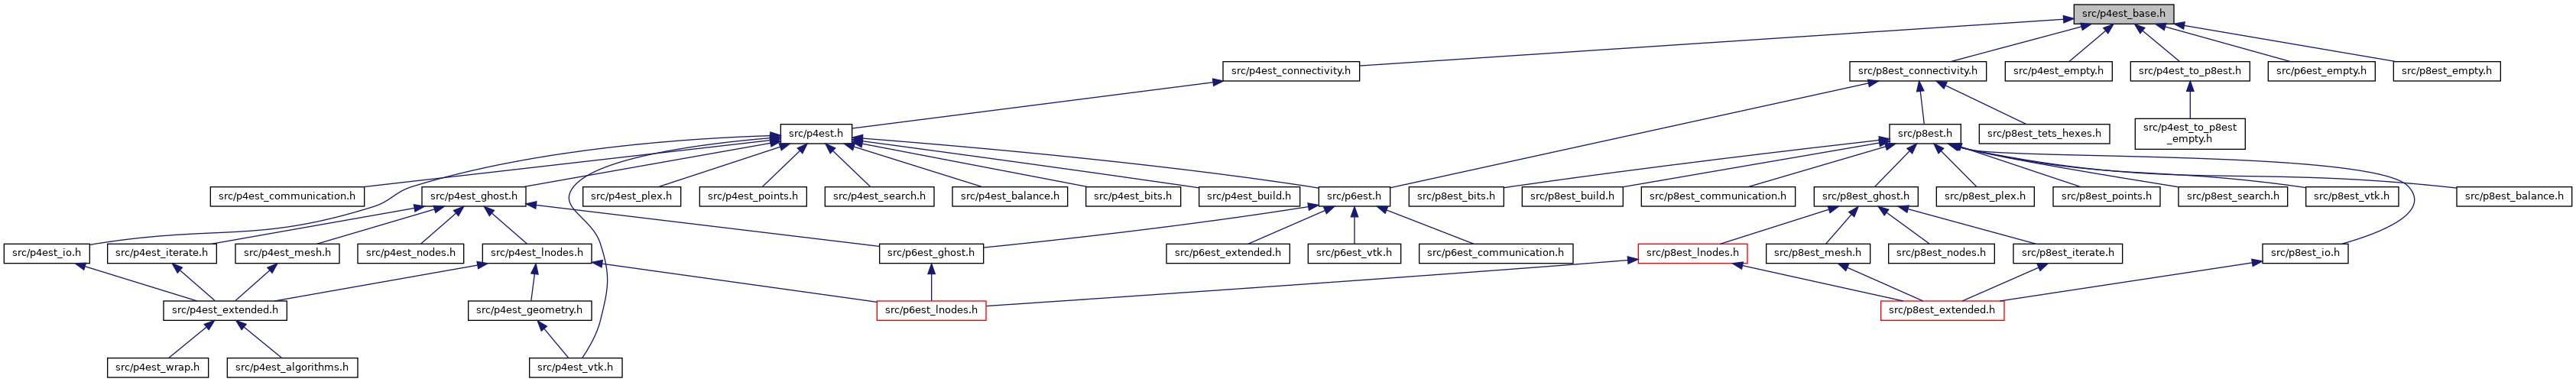 src/p4est_base.h
src/p4est_connectivity.h
src/p8est_connectivity.h
src/p4est_empty.h
src/p4est_to_p8est.h
src/p6est_empty.h
src/p8est_empty.h
src/p4est.h
src/p8est.h
src/p8est_tets_hexes.h
src/p4est_to_p8est
_empty.h
src/p4est_communication.h
src/p4est_ghost.h
src/p4est_plex.h
src/p4est_points.h
src/p4est_search.h
src/p4est_balance.h
src/p4est_bits.h
src/p4est_build.h
src/p6est.h
src/p8est_bits.h
src/p8est_build.h
src/p8est_communication.h
src/p8est_ghost.h
src/p8est_plex.h
src/p8est_points.h
src/p8est_search.h
src/p8est_vtk.h
src/p8est_balance.h
src/p4est_io.h
src/p4est_iterate.h
src/p4est_mesh.h
src/p4est_nodes.h
src/p4est_lnodes.h
src/p6est_ghost.h
src/p6est_extended.h
src/p6est_vtk.h
src/p6est_communication.h
src/p8est_lnodes.h
src/p8est_mesh.h
src/p8est_nodes.h
src/p8est_iterate.h
src/p8est_io.h
src/p4est_extended.h
src/p4est_geometry.h
src/p6est_lnodes.h
src/p8est_extended.h
src/p4est_wrap.h
src/p4est_algorithms.h
src/p4est_vtk.h